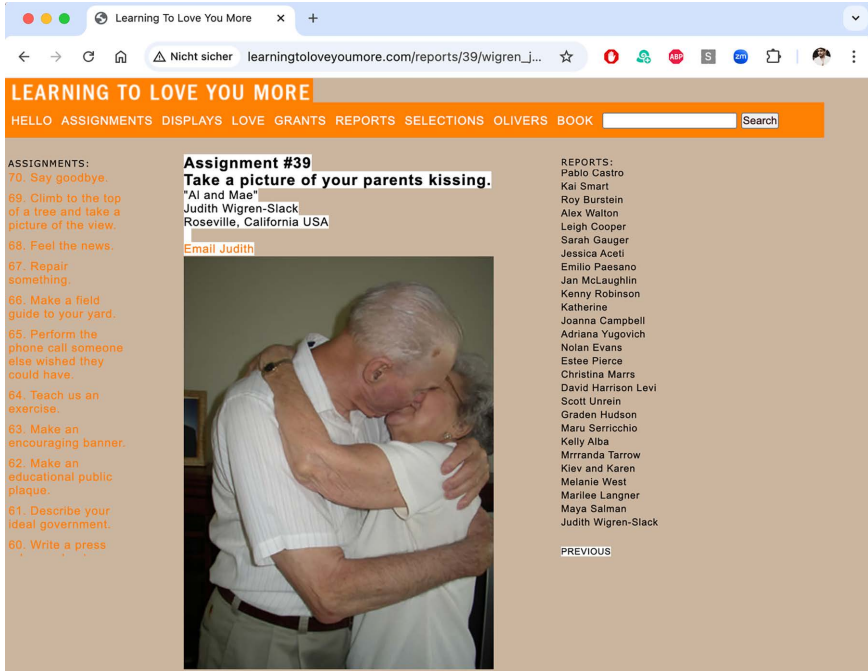 Learning To Love You More
Nicht sicher
learningtoloveyoumore.com/reports/39/wigren_j...
ABP
S
zm
LEARNING TO LOVE YOU MORE
HELLO ASSIGNMENTS DISPLAYS LOVE GRANTS REPORTS SELECTIONS OLIVERS BOOK Search
ASSIGNMENTS:
70. Say goodbye.
69. Climb to the top
of a tree and take a
picture of the view.
68. Feel the news.
67. Repair
something.
66. Make a field
guide to your yard.
65. Perform the
phone call someone
else wished they
could have.
64. Teach us an
exercise.
63. Make an
encouraging banner.
62. Make an
educational public
plaque.
61. Describe your
ideal government.
60. Write a press
Assignment #39
Take a picture of your parents kissing.
"Al and Mae"
Judith Wigren-Slack
Roseville, California USA
Email Judith
REPORTS:
Pablo Castro
Kai Smart
Roy Burstein
Alex Walton
Leigh Cooper
Sarah Gauger
Jessica Aceti
Emilio Paesano
Jan McLaughlin
Kenny Robinson
Katherine
Joanna Campbell
Adriana Yugovich
Nolan Evans
Estee Pierce
Christina Marrs
David Harrison Levi
Scott Unrein
Graden Hudson
Maru Serricchio
Kelly Alba
Mrrranda Tarrow
Kiev and Karen
Melanie West
Marilee Langner
Maya Salman
Judith Wigren-Slack
PREVIOUS